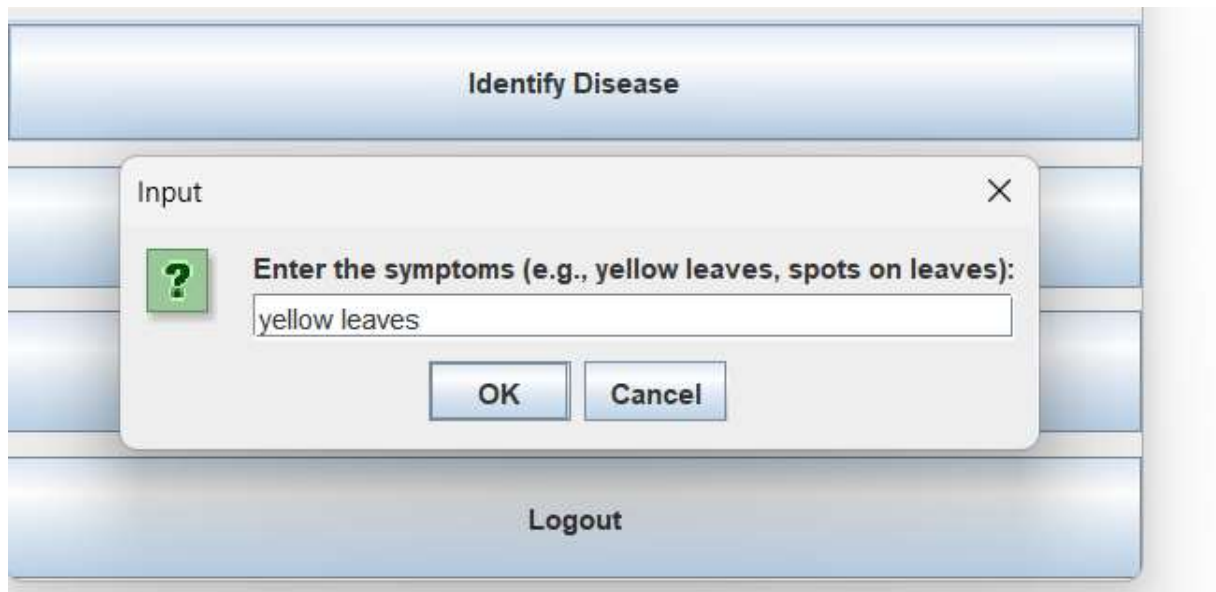 Identify Disease
Input
?
Enter the symptoms (e.g., yellow leaves, spots on leaves):
yellow leaves
OK
Cancel
Logout